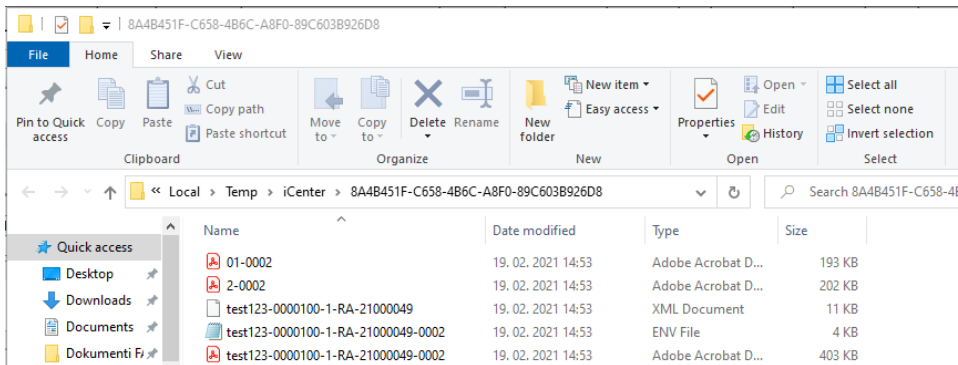 8A4B451F-C658-4B6C-A8F0-89C603B926D8
File Home Share View
Pin to Quick access
Copy
Paste
Cut
Copy path
Paste shortcut
Clipboard
Move to
Copy to
Delete
Rename
Organize
New folder
New item
Easy access
New
Properties
Open
Edit
History
Open
Select all
Select none
Invert selection
Select
« Local > Temp > iCenter > 8A4B451F-C658-4B6C-A8F0-89C603B926D8
Search 8A4B451F-C658-4
Quick access
Desktop
Downloads
Documents
Dokumenti
Name Date modified Type Size
01-0002 19. 02. 2021 14:53 Adobe Acrobat D... 193 KB
2-0002 19. 02. 2021 14:53 Adobe Acrobat D... 202 KB
test123-0000100-1-RA-21000049 19. 02. 2021 14:53 XML Document 11 KB
test123-0000100-1-RA-21000049-0002 19. 02. 2021 14:53 ENV File 4 KB
test123-0000100-1-RA-21000049-0002 19. 02. 2021 14:53 Adobe Acrobat D... 403 KB